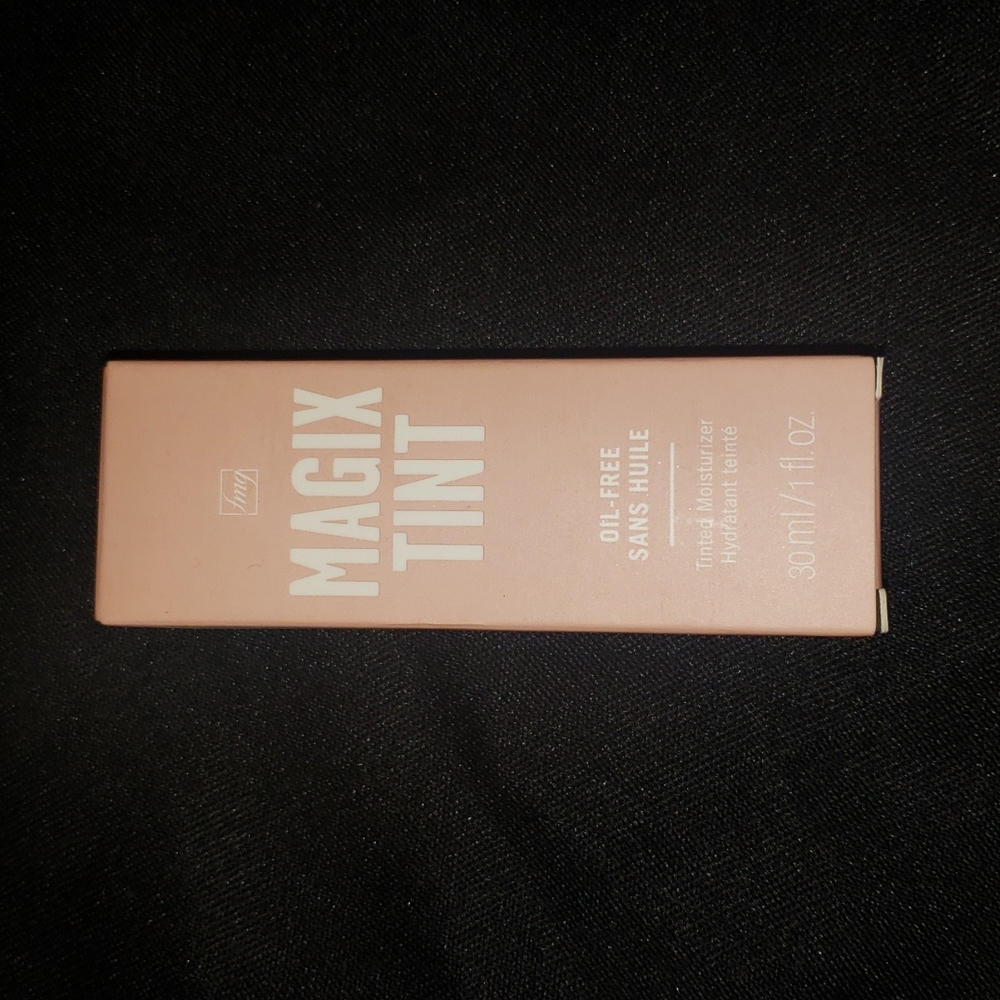 fmg
MAGIX
TINT
OIL-FREE
SANS HUILE
Tinted Moisturizer
Hydratant teinté
30 ml/1 fl.oz.